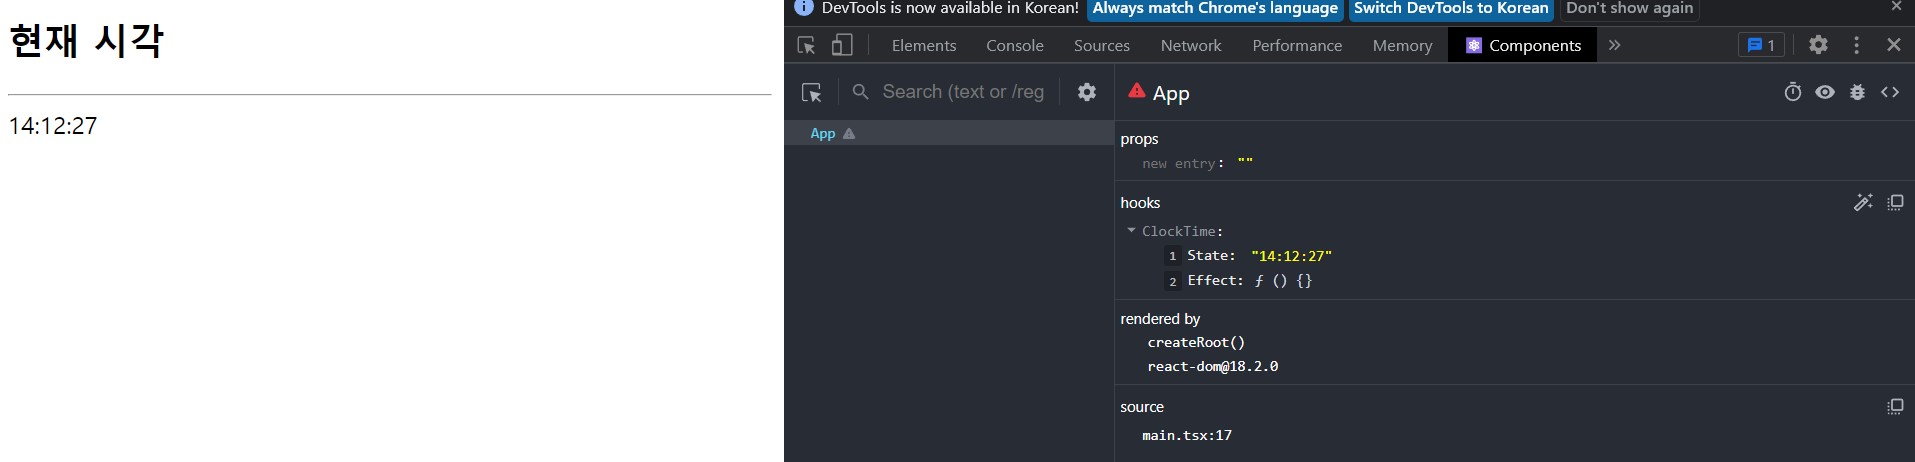 현재 시각
14:12:27
DevTools is now available in Korean! Always match Chrome's language Switch DevTools to Korean Don't show again
Elements Console Sources Network Performance Memory Components 1
Search (text or /reg
App
App
props
new entry: ""
hooks
ClockTime:
1 State: "14:12:27"
2 Effect: ƒ () {}
rendered by
createRoot()
react-dom@18.2.0
source
main.tsx:17